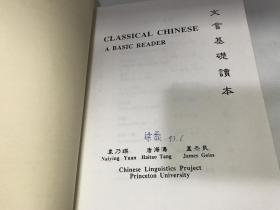 CLASSICAL CHINESE
A BASIC READER
文言基礎讀本
袁乃瑛 唐海濤 蓋杰民
Naiying Yuan Haitao Tang James Geiss
Chinese Linguistics Project
Princeton University